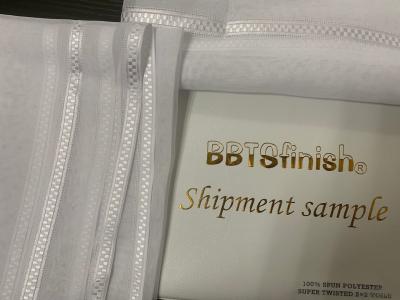 BBTSfinish®
Shipment sample
100% SPUN POLYESTER
SUPER TWISTED 2×2 VOILE